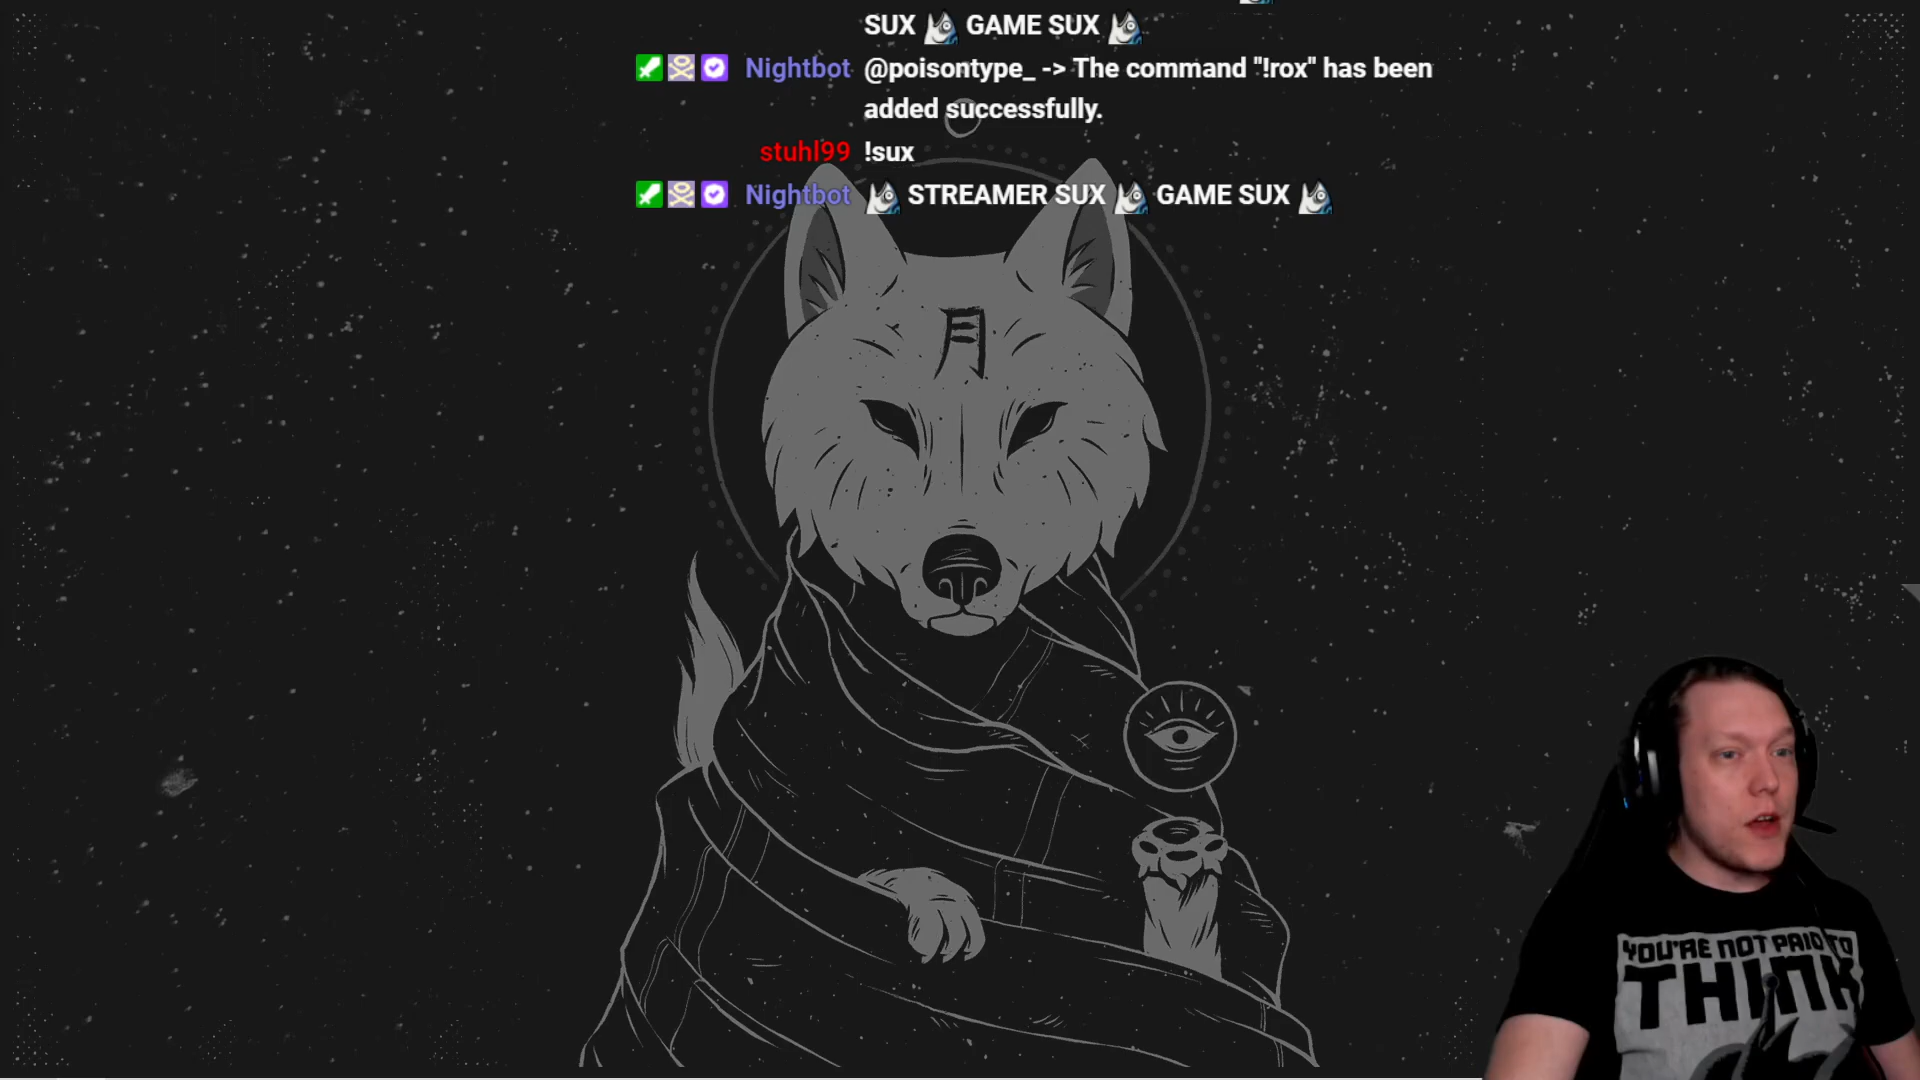 SUX GAME SUX
Nightbot @poisontype_ -> The command "!rox" has been
added successfully.
stuhl99 !sux
Nightbot STREAMER SUX GAME SUX
月
YOU'RE NOT PAID TO
THINK